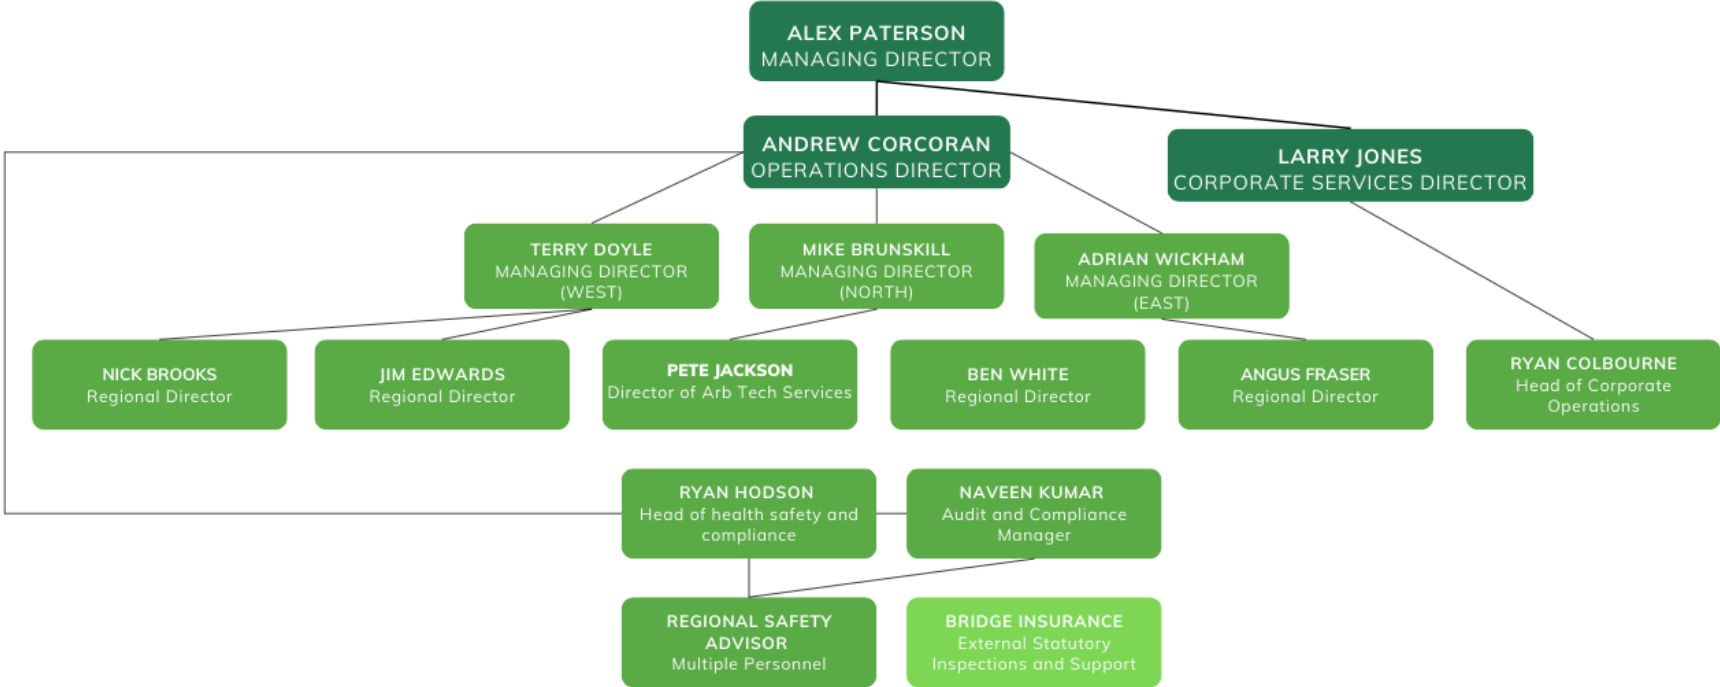 ALEX PATERSON
MANAGING DIRECTOR
ANDREW CORCORAN
OPERATIONS DIRECTOR
LARRY JONES
CORPORATE SERVICES DIRECTOR
TERRY DOYLE
MANAGING DIRECTOR
(WEST)
MIKE BRUNSKILL
MANAGING DIRECTOR
(NORTH)
ADRIAN WICKHAM
MANAGING DIRECTOR
(EAST)
NICK BROOKS
Regional Director
JIM EDWARDS
Regional Director
PETE JACKSON
Director of Arb Tech Services
BEN WHITE
Regional Director
ANGUS FRASER
Regional Director
RYAN COLBOURNE
Head of Corporate
Operations
RYAN HODSON
Head of health safety and
compliance
NAVEEN KUMAR
Audit and Compliance
Manager
REGIONAL SAFETY
ADVISOR
Multiple Personnel
BRIDGE INSURANCE
External Statutory
Inspections and Support